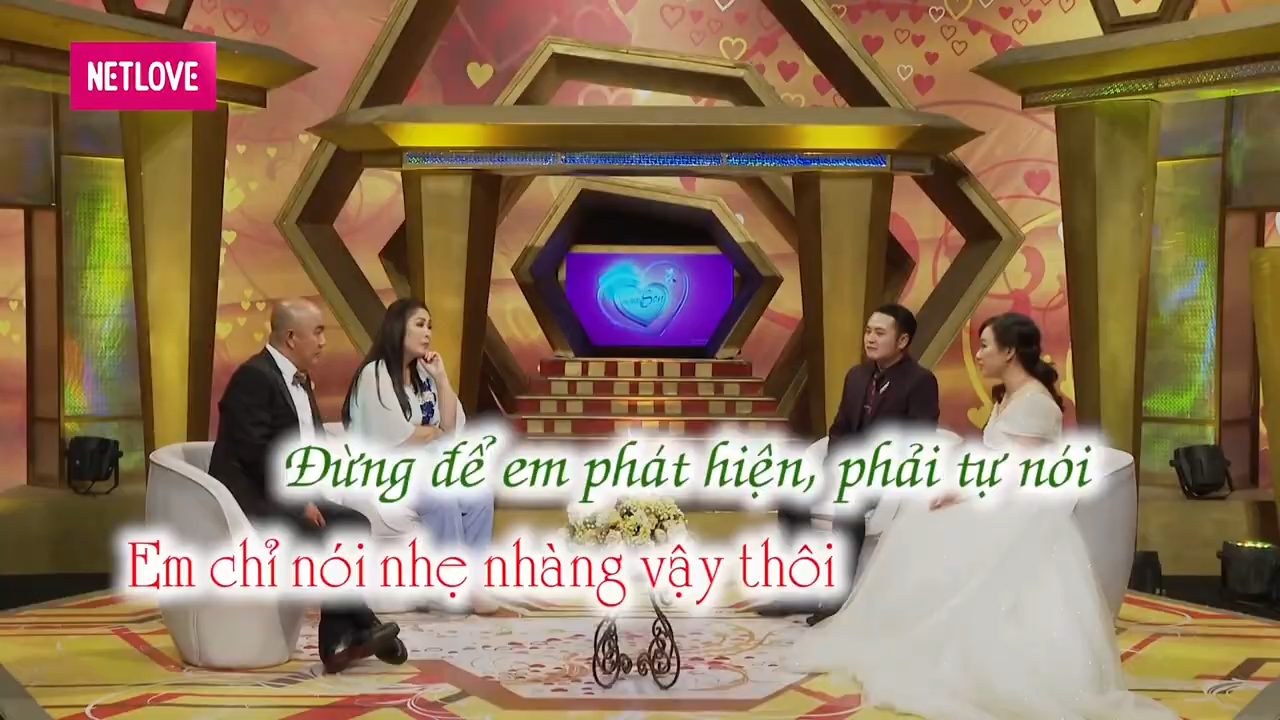 NETLOVE
Đừng để em phát hiện, phải tự nói
Em chỉ nói nhẹ nhàng vậy thôi